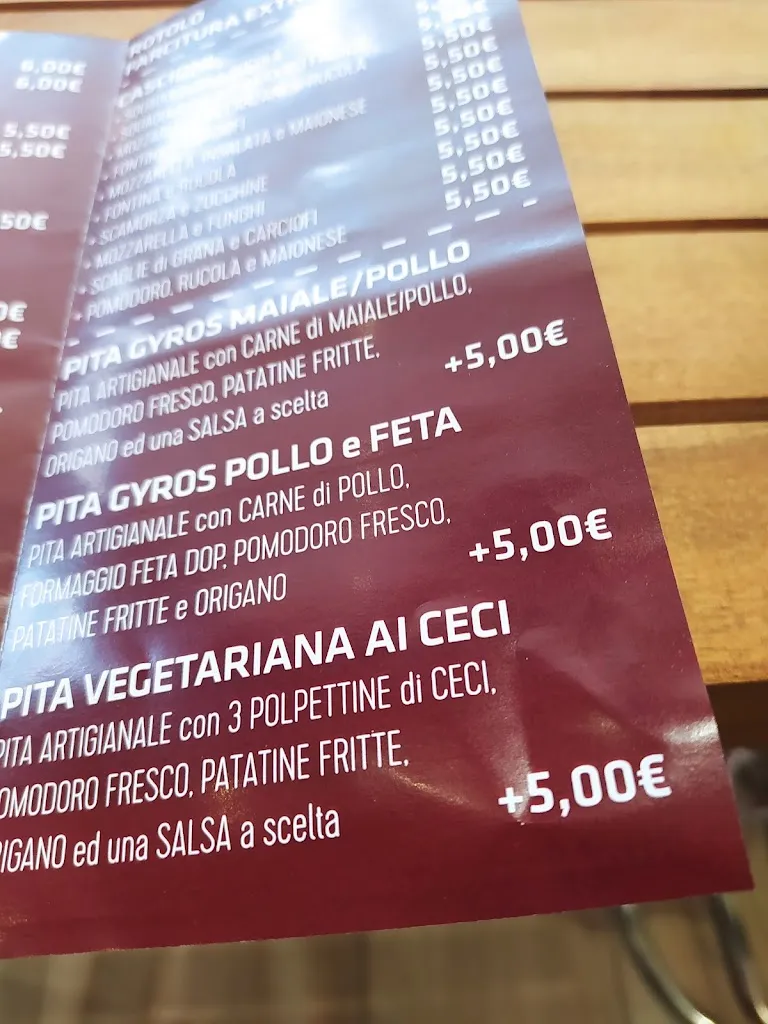 6,00€
6,00€
5,50€
5,50€
50€
ROTOLO
FARCITURA EXTRA
RUCOLA
MOZZARELLA, INSALATA e MAIONESE
• FONTINA e RUCOLA
• SCAMORZA e ZUCCHINE
• MOZZARELLA e FUNGHI
• SCAGLIE di GRANA e CARCIOFI
• POMODORO, RUCOLA e MAIONESE
5,50€
5,50€
5,50€
5,50€
5,50€
5,50€
5,50€
5,50€
PITA GYROS MAIALE/POLLO
PITA ARTIGIANALE con CARNE di MAIALE/POLLO,
POMODORO FRESCO, PATATINE FRITTE,
ORIGANO ed una SALSA a scelta
+5,00€
PITA GYROS POLLO e FETA
PITA ARTIGIANALE con CARNE di POLLO,
FORMAGGIO FETA DOP, POMODORO FRESCO,
PATATINE FRITTE e ORIGANO
+5,00€
PITA VEGETARIANA AI CECI
PITA ARTIGIANALE con 3 POLPETTINE di CECI,
OMODORO FRESCO, PATATINE FRITTE,
RIGANO ed una SALSA a scelta
+5,00€